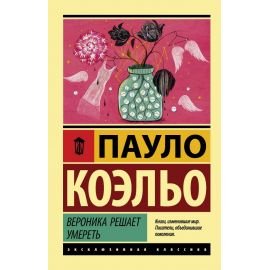 ПАУЛО
КОЭЛЬО
ВЕРОНИКА РЕШАЕТ
УМЕРЕТЬ
Книги, изменившие мир.
Писатели, объединившие
поколения.
ЭКСКЛЮЗИВНАЯ КЛАССИКА